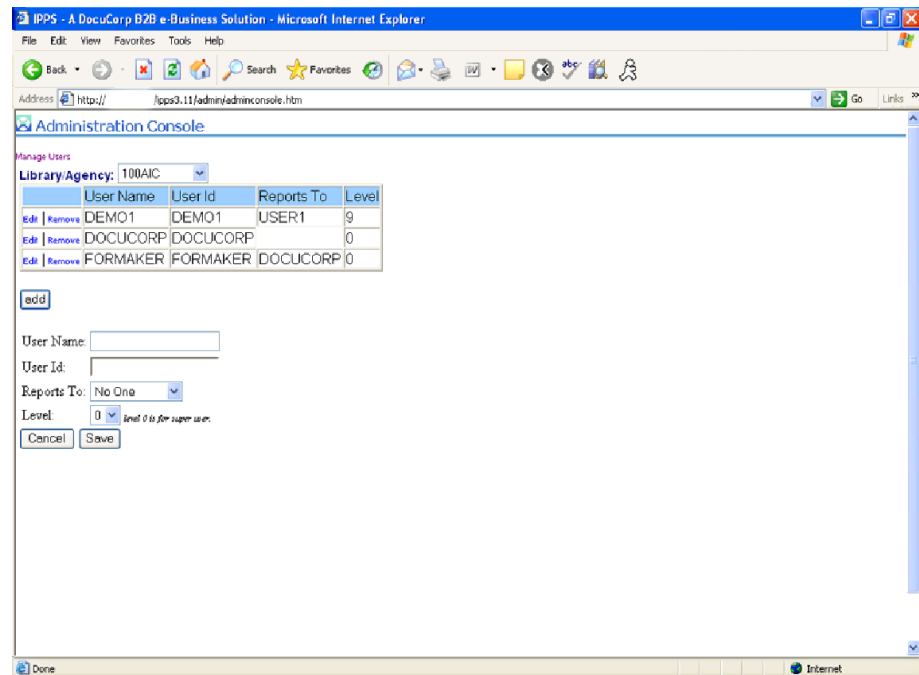 IPPS - A DocuCorp B2B e-Business Solution - Microsoft Internet Explorer
File Edit View Favorites Tools Help
Back Search Favorites
Address http:// /ipps3.11/admin/adminconsole.htm Go Links »
Administration Console
Manage Users
Library/Agency: 100AIC
User Name User Id Reports To Level
Edit | Remove DEMO1 DEMO1 USER1 9
Edit | Remove DOCUCORP DOCUCORP 0
Edit | Remove FORMAKER FORMAKER DOCUCORP 0
add
User Name:
User Id:
Reports To: No One
Level: 0 level 0 is for super user.
Cancel Save
Done Internet